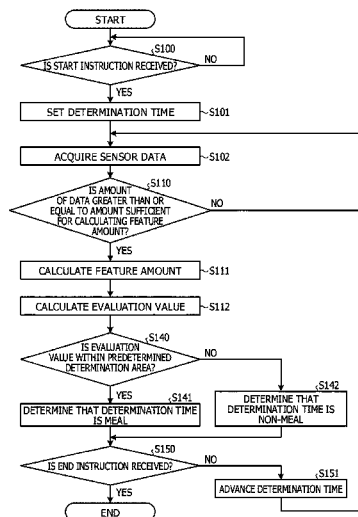 START
S100
IS START INSTRUCTION RECEIVED?
NO
YES
SET DETERMINATION TIME
S101
ACQUIRE SENSOR DATA
S102
S110
IS AMOUNT
OF DATA GREATER THAN OR
EQUAL TO AMOUNT SUFFICIENT
FOR CALCULATING FEATURE
AMOUNT?
NO
YES
CALCULATE FEATURE AMOUNT
S111
CALCULATE EVALUATION VALUE
S112
S140
IS EVALUATION
VALUE WITHIN PREDETERMINED
DETERMINATION AREA?
NO
YES
S141
S142
DETERMINE THAT DETERMINATION TIME
IS MEAL
DETERMINE THAT
DETERMINATION TIME IS
NON-MEAL
S150
IS END INSTRUCTION RECEIVED?
NO
S151
YES
ADVANCE DETERMINATION TIME
END